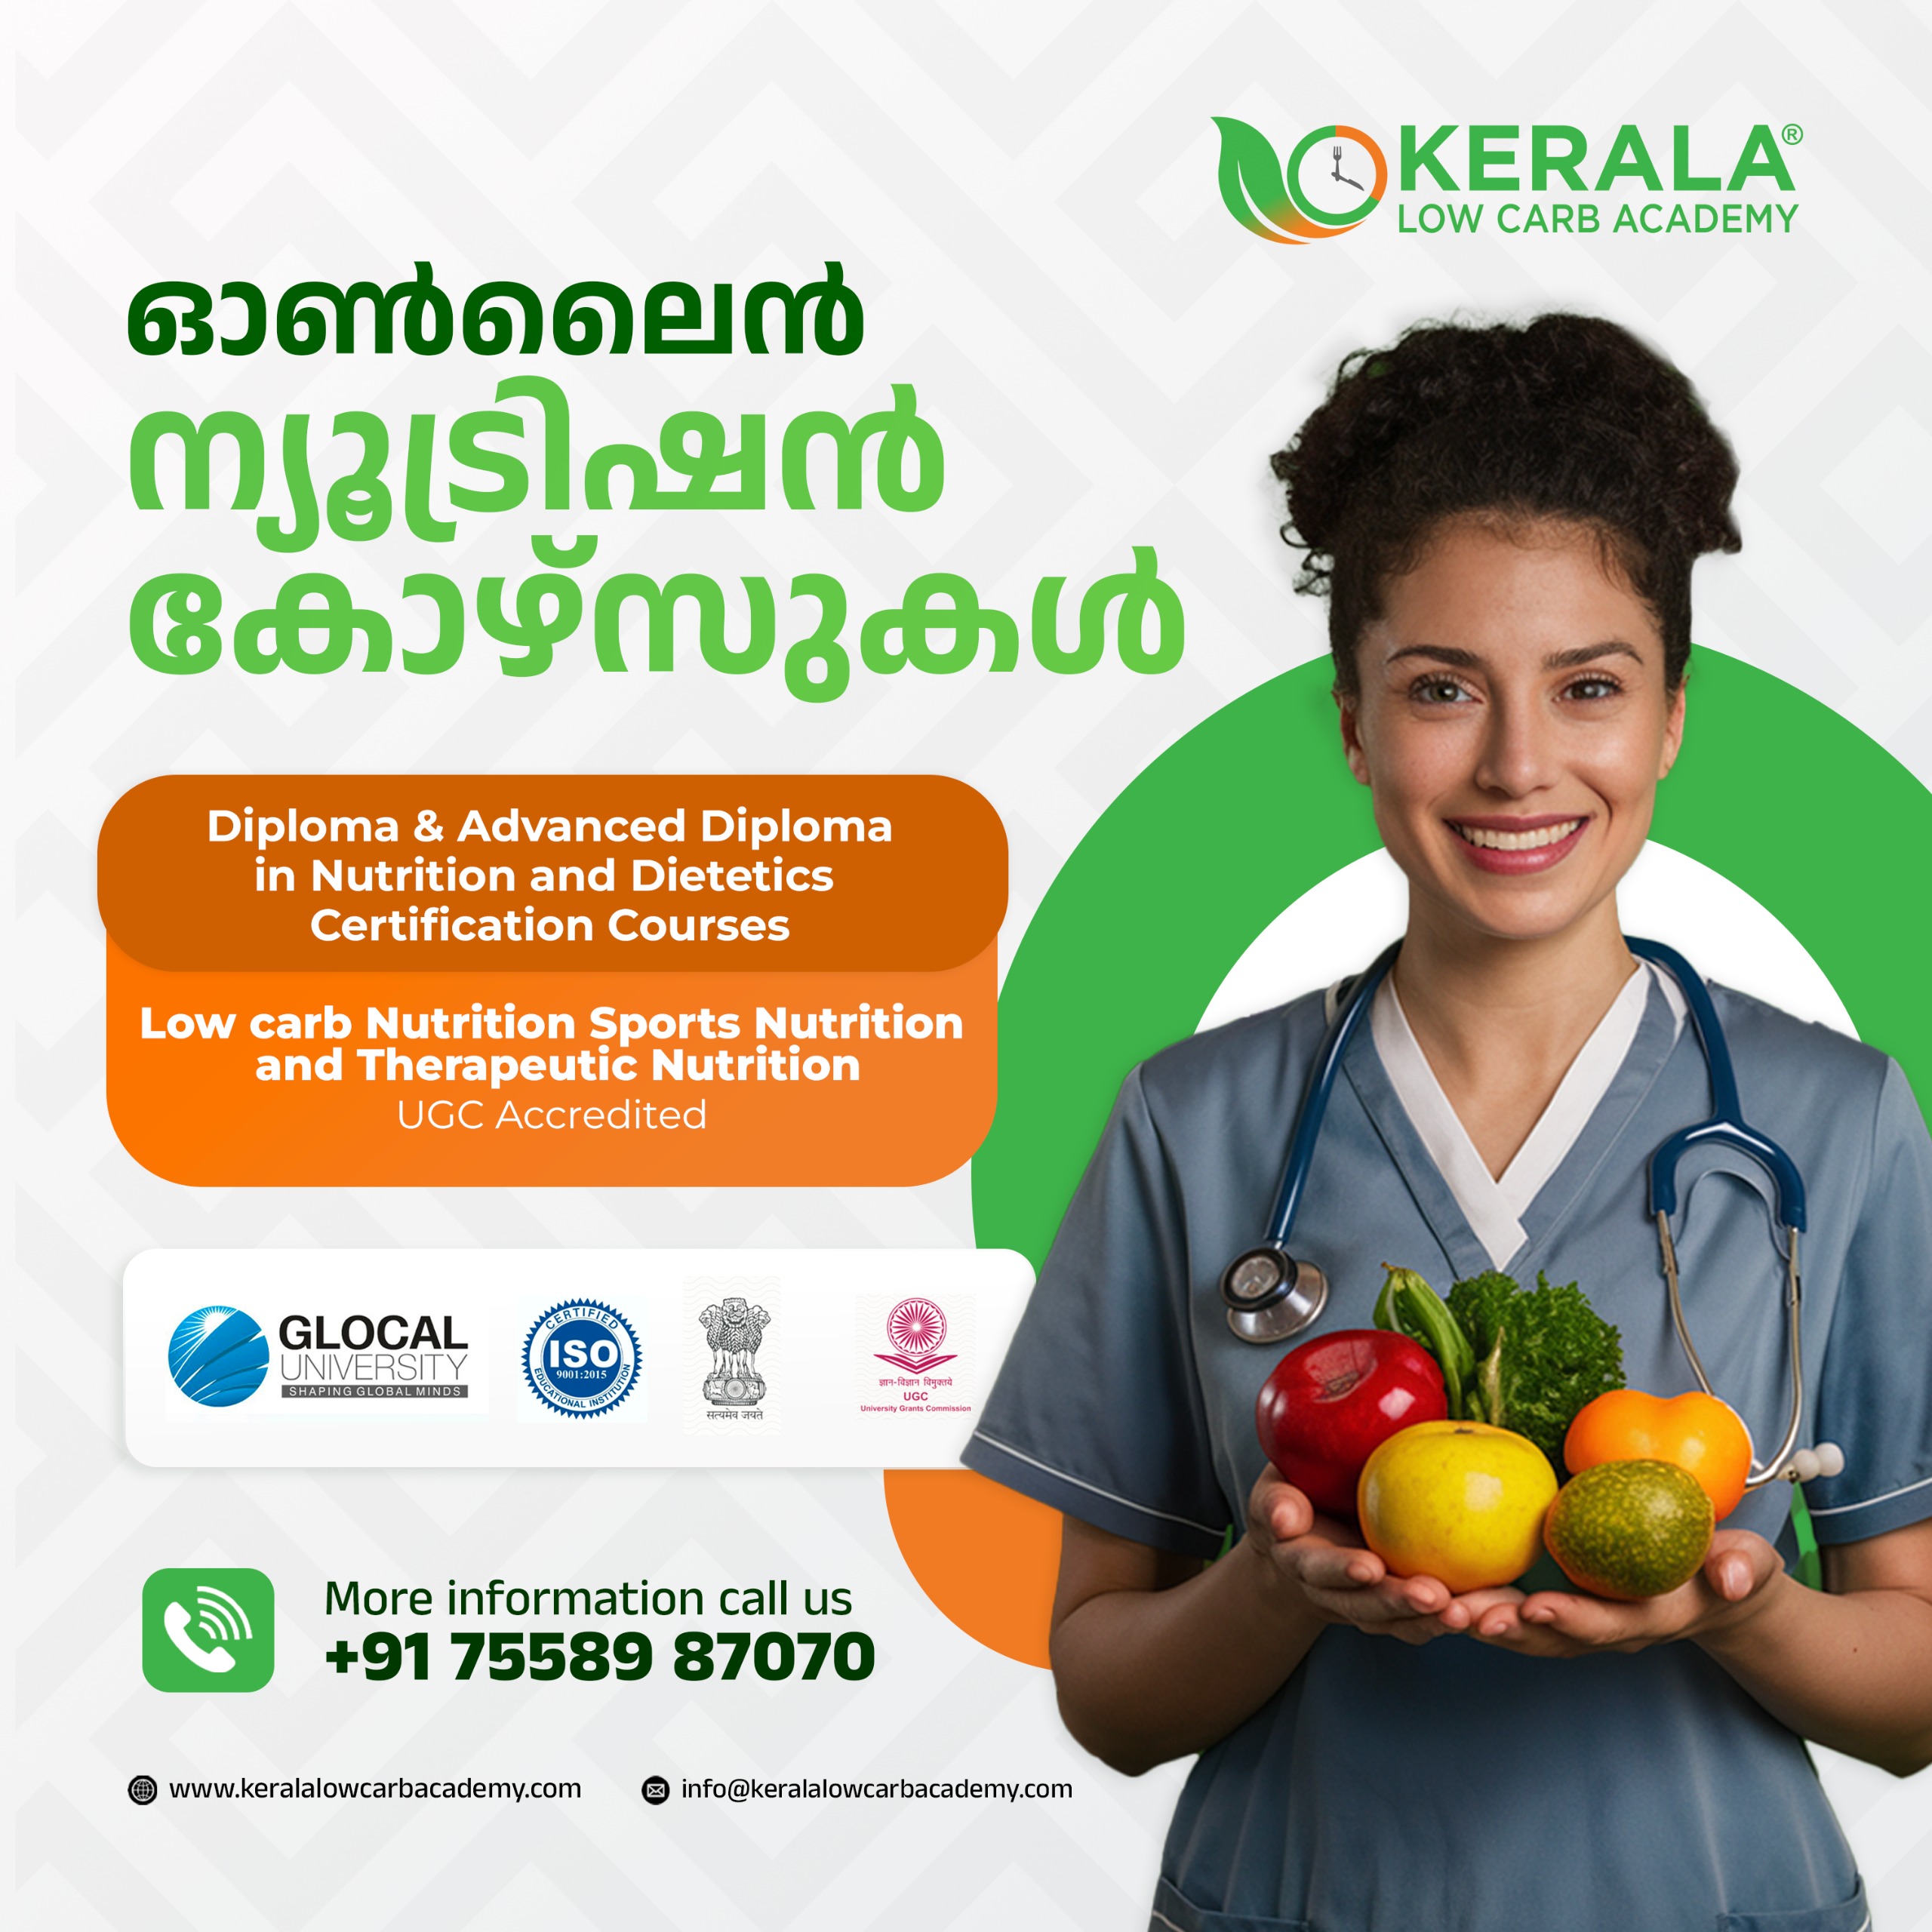 KERALA®
LOW CARB ACADEMY
ഓൺലൈൻ
ന്യൂട്രിഷൻ
കോഴ്സുകൾ
Diploma & Advanced Diploma
in Nutrition and Dietetics
Certification Courses
Low carb Nutrition Sports Nutrition
and Therapeutic Nutrition
UGC Accredited
GLOCAL
UNIVERSITY
SHAPING GLOBAL MINDS
CERTIFIED
ISO
9001:2015
EDUCATIONAL INSTITUTION
सत्यमेव जयते
ज्ञान-विज्ञान विमुक्तये
UGC
University Grants Commission
More information call us
+91 75589 87070
www.keralalowcarbacademy.com
info@keralalowcarbacademy.com